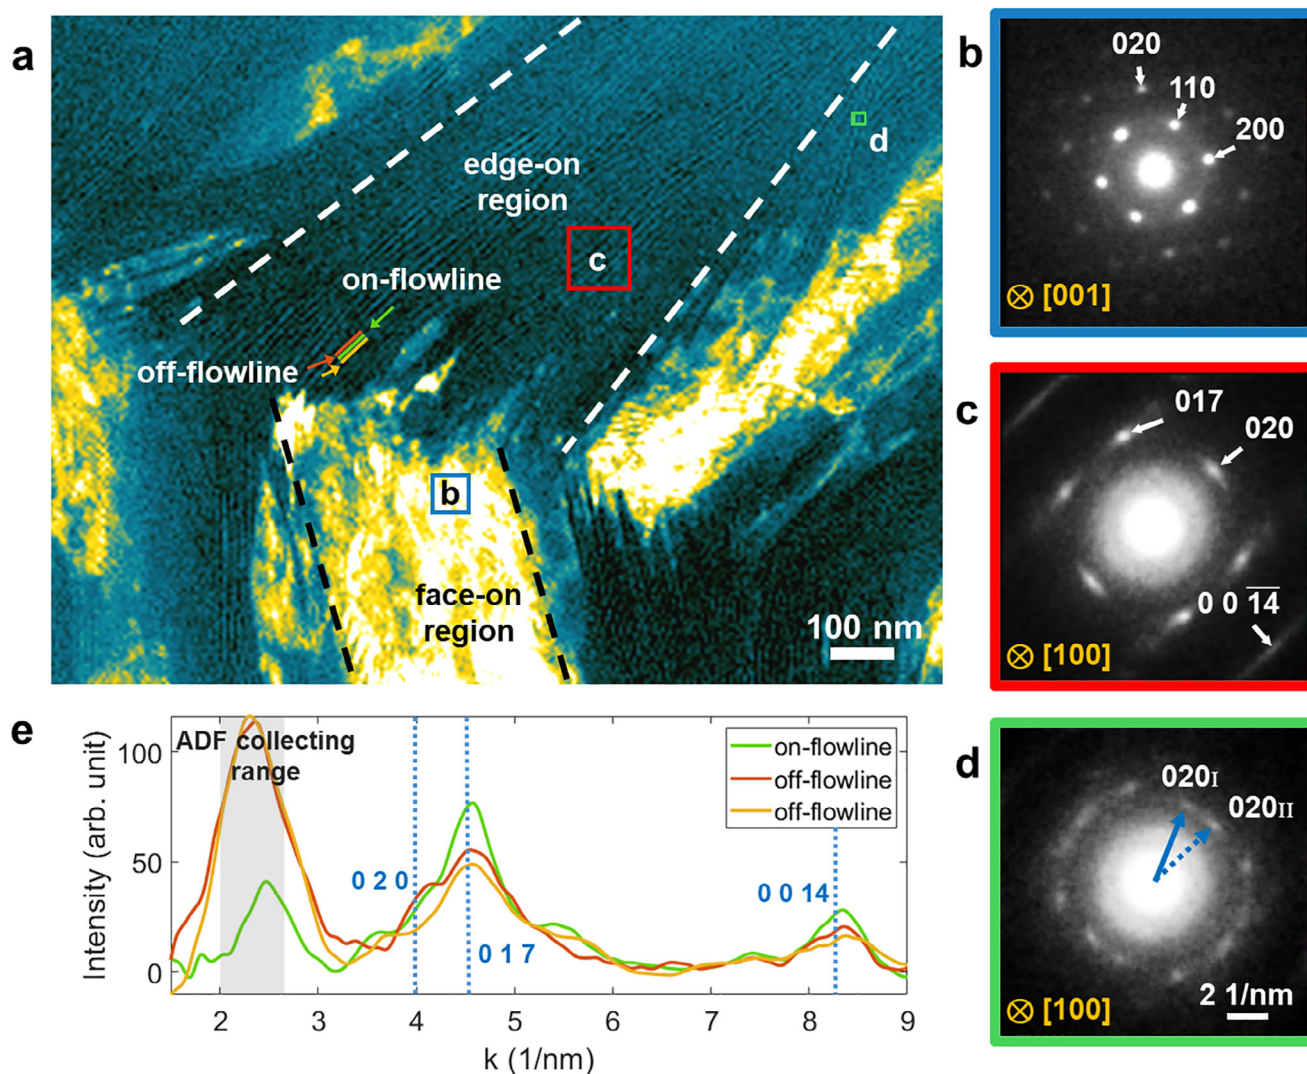 a
edge-on
region
d
c
on-flowline
off-flowline
b
face-on
region
100 nm
b
020
110
200
⊗ [001]
c
017
020
0 0 1̅4̅
⊗ [100]
d
020I
020II
2 1/nm
⊗ [100]
e
ADF collecting
range
on-flowline
off-flowline
off-flowline
0 2 0
0 1 7
0 0 14
Intensity (arb. unit)
100
50
0
2 3 4 5 6 7 8 9
k (1/nm)